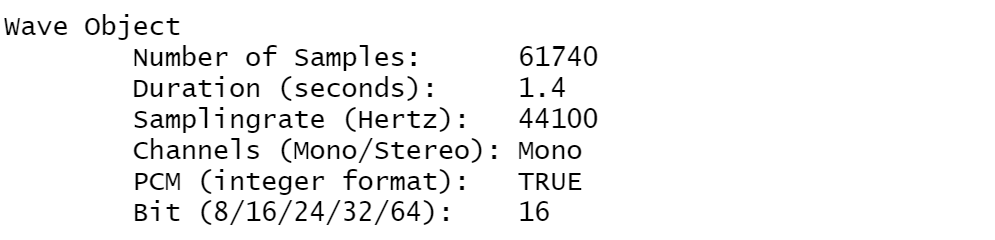 Wave Object
Number of Samples: 61740
Duration (seconds): 1.4
Samplingrate (Hertz): 44100
Channels (Mono/Stereo): Mono
PCM (integer format): TRUE
Bit (8/16/24/32/64): 16